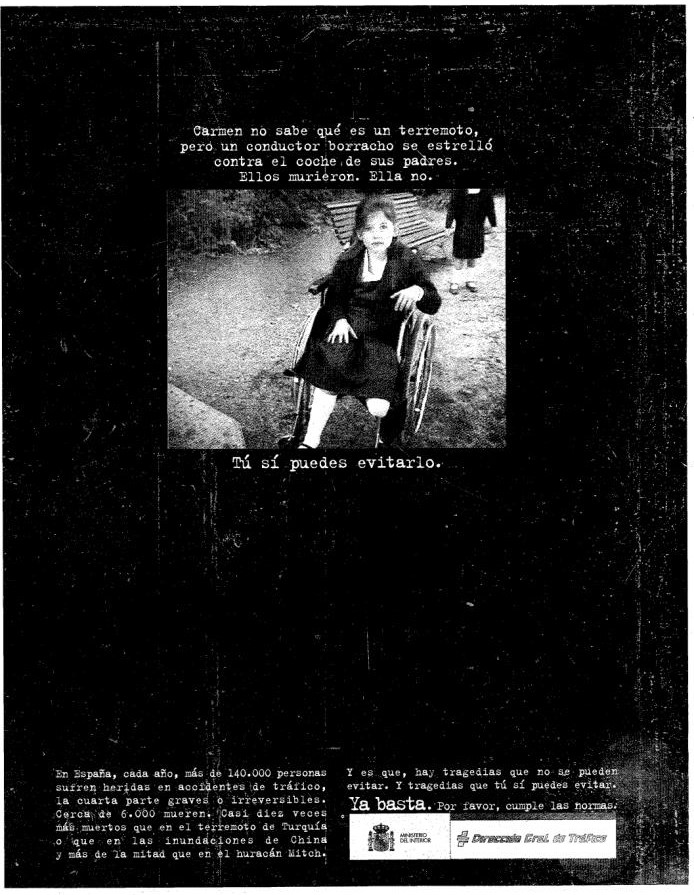 Carmen no sabe qué es un terremoto,
pero un conductor borracho se estrelló
contra el coche de sus padres.
Ellos murieron. Ella no.
Tú sí puedes evitarlo.
En España, cada año, más de 140.000 personas
sufren heridas en accidentes de tráfico,
la cuarta parte graves o irreversibles.
Cerca de 6.000 mueren. Casi diez veces
más muertos que en el terremoto de Turquía
o que en las inundaciones de China
y más de la mitad que en el huracán Mitch.
Y es que, hay tragedias que no se pueden
evitar. Y tragedias que tú sí puedes evitar.
Ya basta. Por favor, cumple las normas.
MINISTERIO
DEL INTERIOR
Dirección Gral. de Tráfico